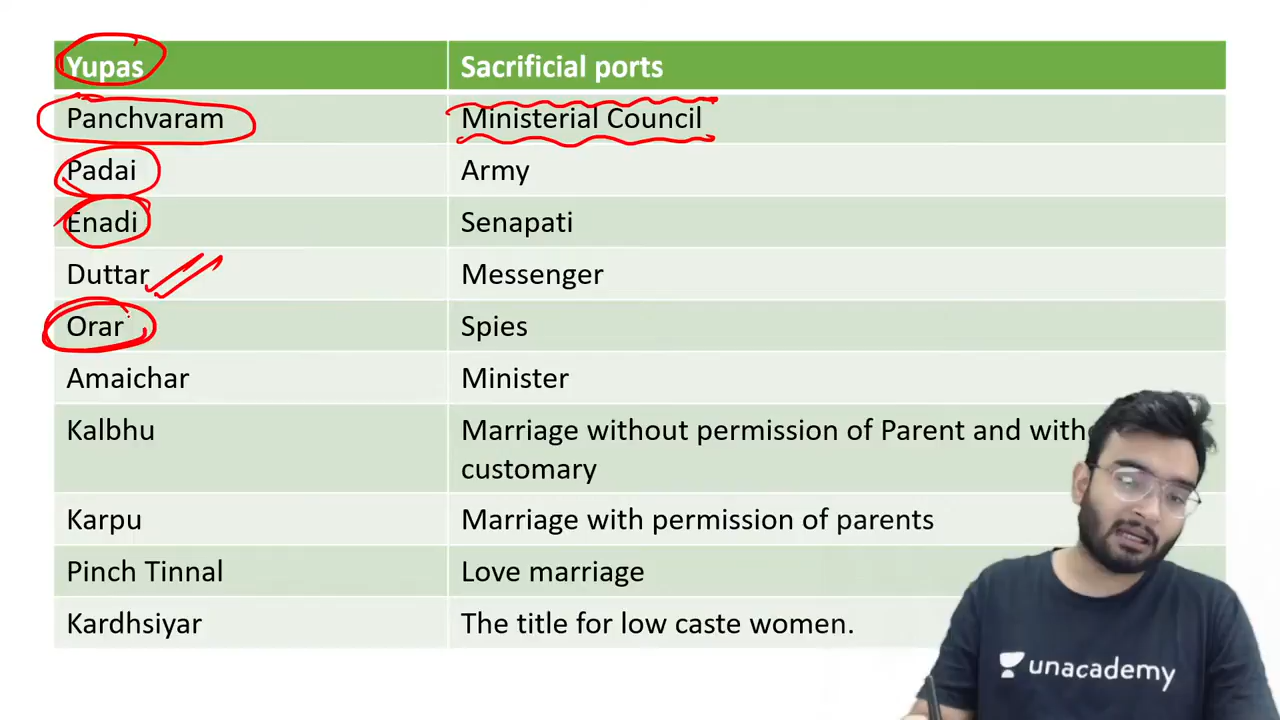 Yupas Sacrificial ports
Panchvaram Ministerial Council
Padai Army
Enadi Senapati
Duttar Messenger
Orar Spies
Amaichar Minister
Kalbhu Marriage without permission of Parent and
customary
Karpu Marriage with permission of parents
Pinch Tinnal Love marriage
Kardhsiyar The title for low caste women.
unacademy